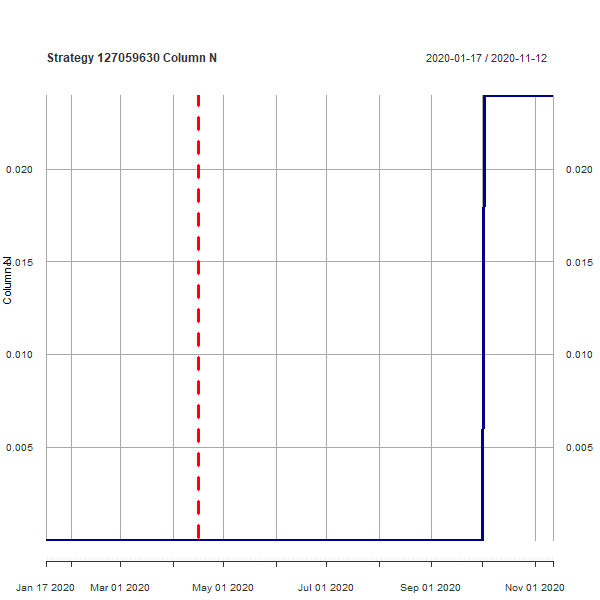 Strategy 127059630 Column N
2020-01-17 / 2020-11-12
0.020
0.020
Column N
0.015
0.015
0.010
0.010
0.005
0.005
Jan 17 2020
Mar 01 2020
May 01 2020
Jul 01 2020
Sep 01 2020
Nov 01 2020